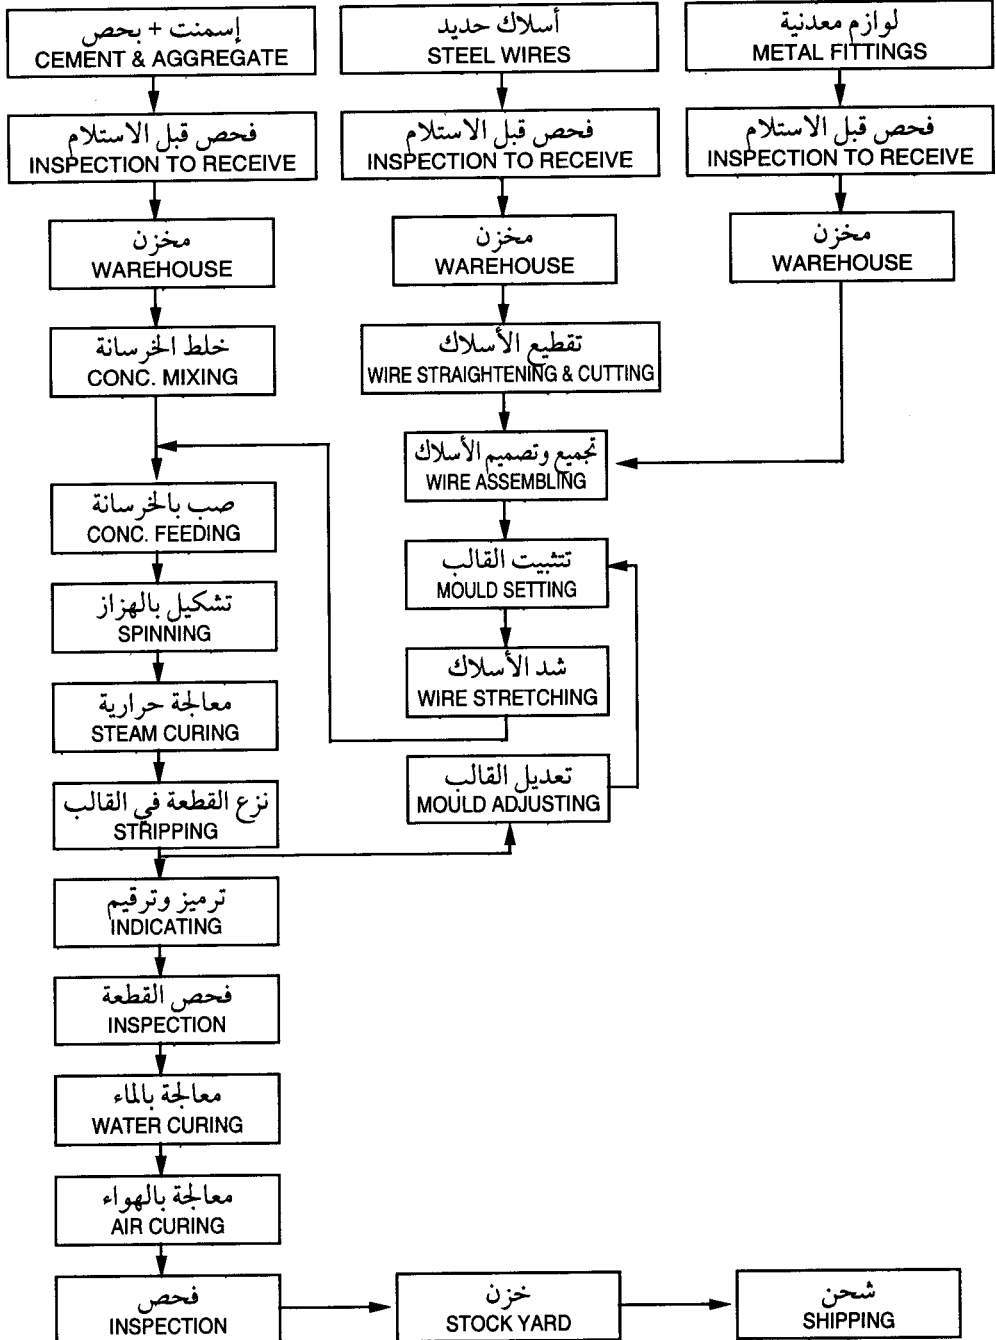 إسمنت + بحص
CEMENT & AGGREGATE
أسلاك حديد
STEEL WIRES
لوازم معدنية
METAL FITTINGS
فحص قبل الاستلام
INSPECTION TO RECEIVE
فحص قبل الاستلام
INSPECTION TO RECEIVE
فحص قبل الاستلام
INSPECTION TO RECEIVE
مخزن
WAREHOUSE
مخزن
WAREHOUSE
مخزن
WAREHOUSE
خلط الخرسانة
CONC. MIXING
تقطيع الأسلاك
WIRE STRAIGHTENING & CUTTING
تجميع وتصميم الأسلاك
WIRE ASSEMBLING
صب بالخرسانة
CONC. FEEDING
تتثبيت القالب
MOULD SETTING
تشكيل بالهزاز
SPINNING
شد الأسلاك
WIRE STRETCHING
معالجة حرارية
STEAM CURING
تعديل القالب
MOULD ADJUSTING
نزع القطعة في القالب
STRIPPING
ترميز وترقيم
INDICATING
فحص القطعة
INSPECTION
معالجة بالماء
WATER CURING
معالجة بالهواء
AIR CURING
فحص
INSPECTION
خزن
STOCK YARD
شحن
SHIPPING